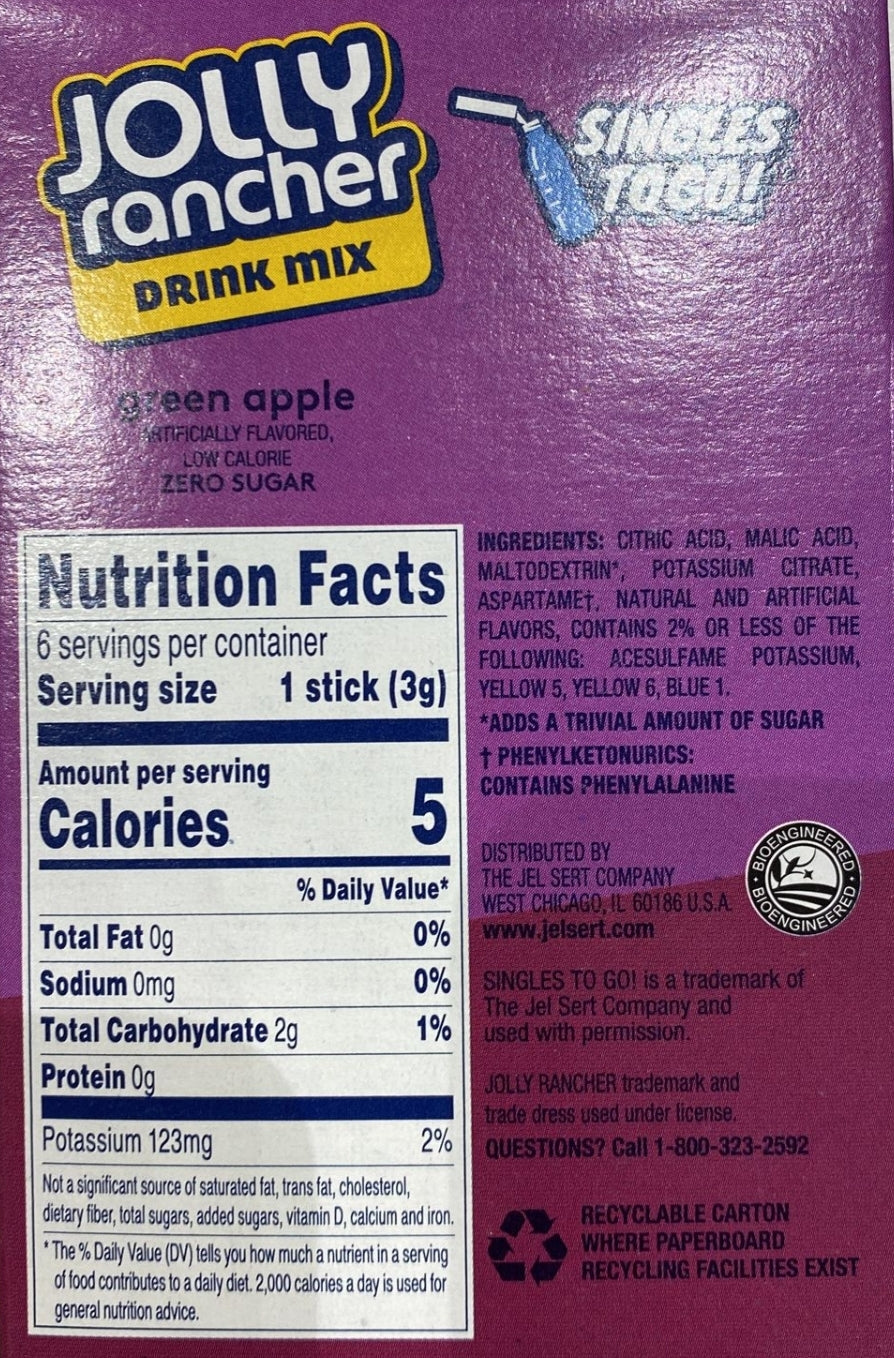 JOLLY
rancher
DRINK MIX
SINGLES
TO GO!
green apple
ARTIFICIALLY FLAVORED,
LOW CALORIE
ZERO SUGAR
Nutrition Facts
6 servings per container
Serving size 1 stick (3g)
Amount per serving
Calories 5
% Daily Value*
Total Fat 0g 0%
Sodium 0mg 0%
Total Carbohydrate 2g 1%
Protein 0g
Potassium 123mg 2%
Not a significant source of saturated fat, trans fat, cholesterol,
dietary fiber, total sugars, added sugars, vitamin D, calcium and iron.
* The % Daily Value (DV) tells you how much a nutrient in a serving
of food contributes to a daily diet. 2,000 calories a day is used for
general nutrition advice.
INGREDIENTS: CITRIC ACID, MALIC ACID,
MALTODEXTRIN*, POTASSIUM CITRATE,
ASPARTAME†, NATURAL AND ARTIFICIAL
FLAVORS, CONTAINS 2% OR LESS OF THE
FOLLOWING: ACESULFAME POTASSIUM,
YELLOW 5, YELLOW 6, BLUE 1.
*ADDS A TRIVIAL AMOUNT OF SUGAR
† PHENYLKETONURICS:
CONTAINS PHENYLALANINE
DISTRIBUTED BY
THE JEL SERT COMPANY
WEST CHICAGO, IL 60186 U.S.A.
www.jelsert.com
BIOENGINEERED
BIOENGINEERED
SINGLES TO GO! is a trademark of
The Jel Sert Company and
used with permission.
JOLLY RANCHER trademark and
trade dress used under license.
QUESTIONS? Call 1-800-323-2592
RECYCLABLE CARTON
WHERE PAPERBOARD
RECYCLING FACILITIES EXIST